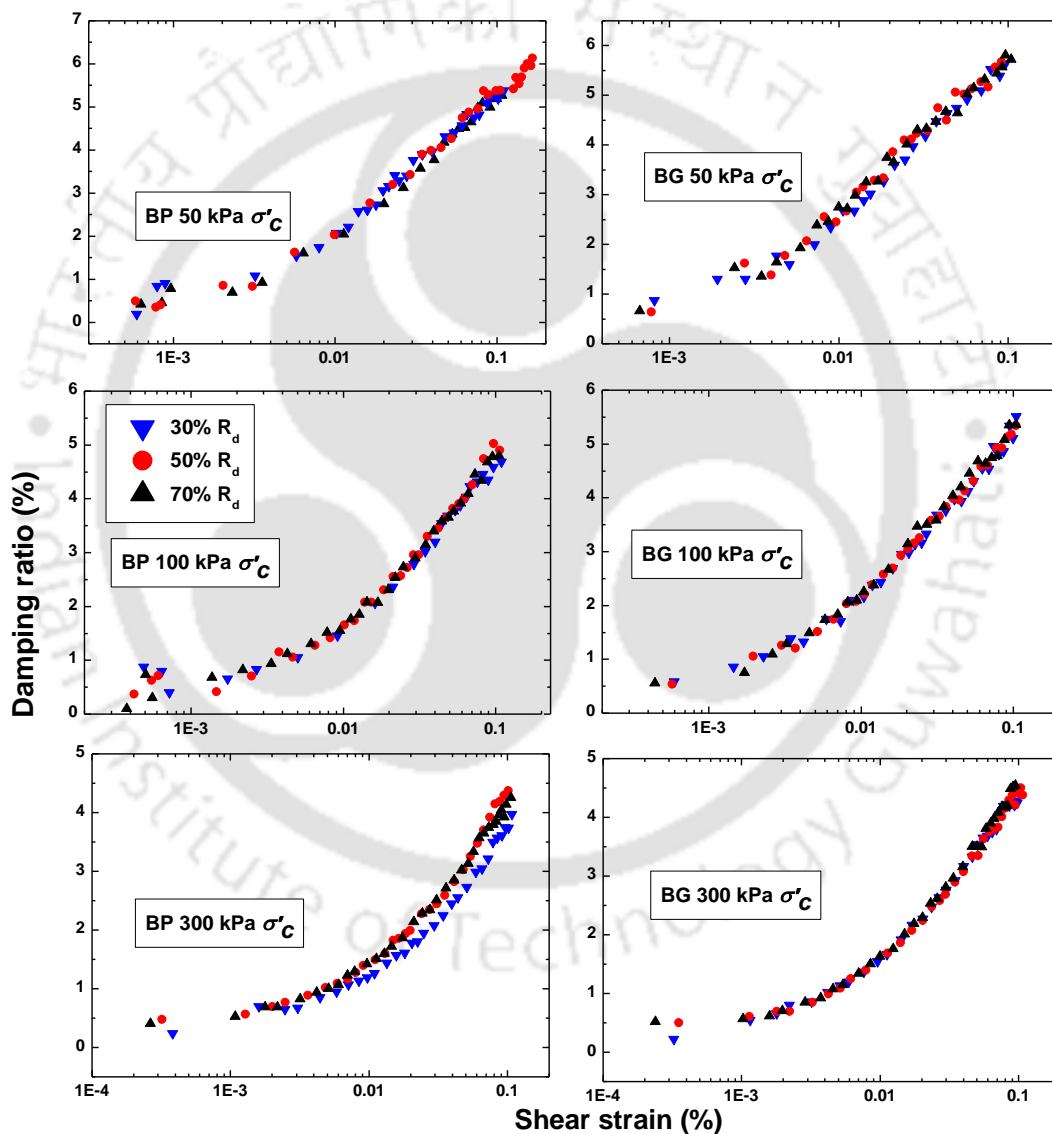 Damping ratio (%)
7
6
5
4
3
2
1
0
1E-3
0.01
0.1
BP 50 kPa σ'C
6
5
4
3
2
1
0
1E-3
0.01
0.1
BG 50 kPa σ'C
6
5
4
3
2
1
0
1E-3
0.01
0.1
30% Rd
50% Rd
70% Rd
BP 100 kPa σ'C
6
5
4
3
2
1
0
1E-3
0.01
0.1
BG 100 kPa σ'C
5
4
3
2
1
0
1E-4
1E-3
0.01
0.1
BP 300 kPa σ'C
5
4
3
2
1
0
1E-4
1E-3
0.01
0.1
BG 300 kPa σ'C
Shear strain (%)
Institute of Technology Guwahati